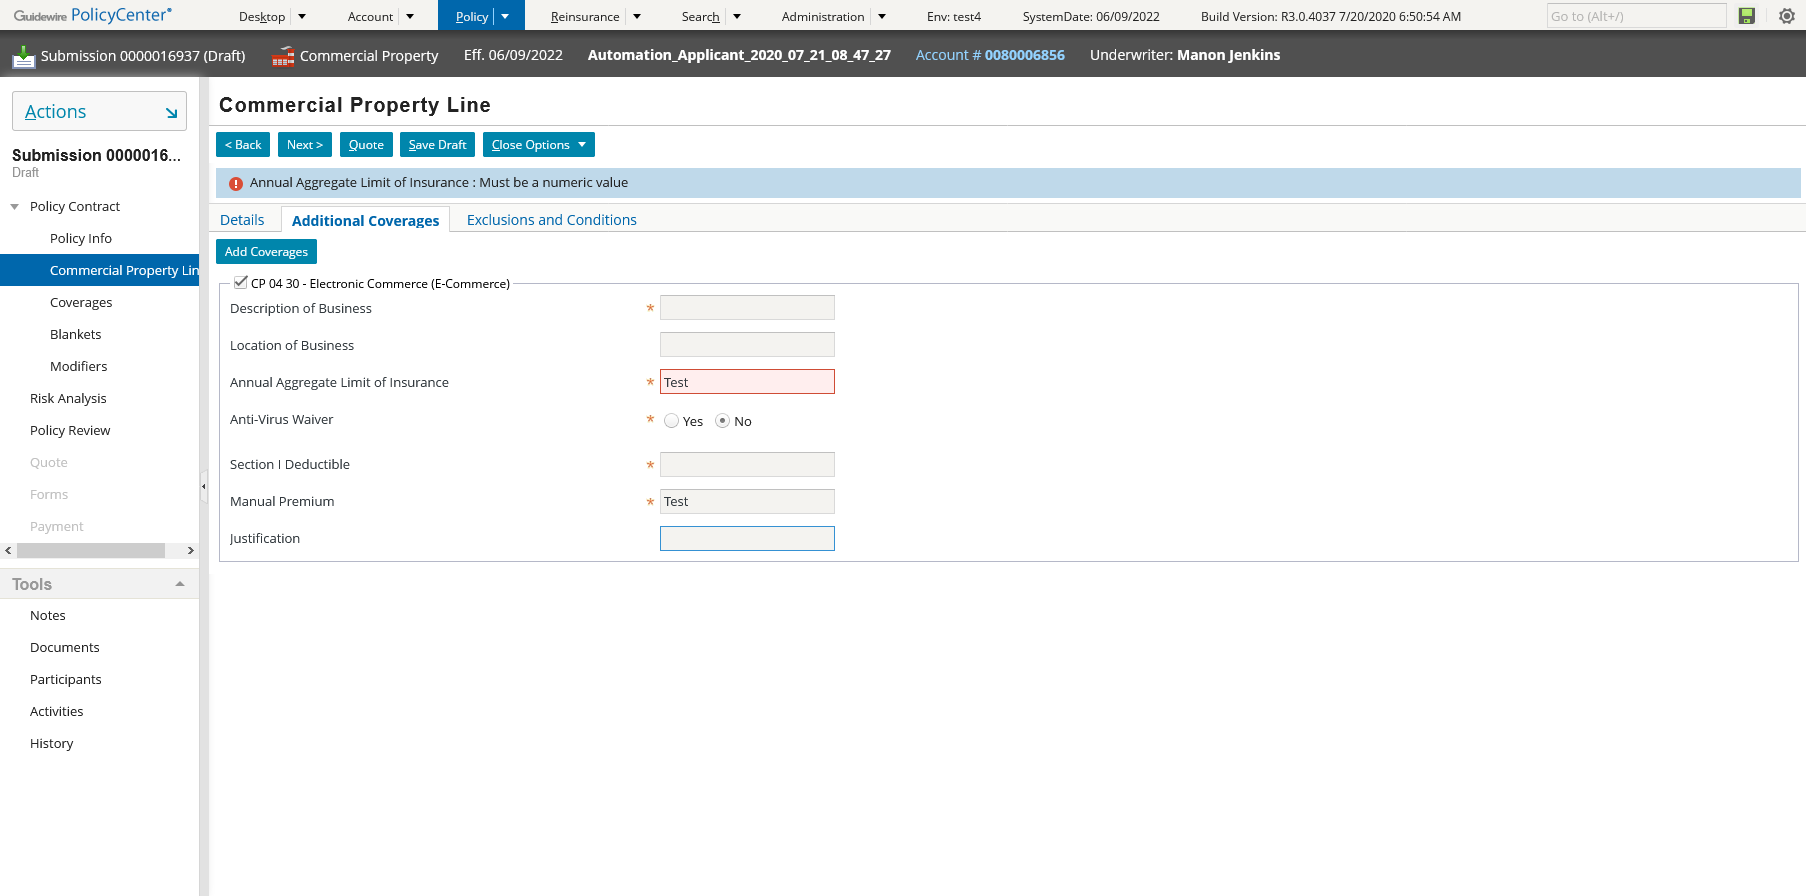 Guidewire PolicyCenter®
Desktop
Account
Policy
Reinsurance
Search
Administration
Env: test4
SystemDate: 06/09/2022
Build Version: R3.0.4037 7/20/2020 6:50:54 AM
Go to (Alt+/)
Submission 0000016937 (Draft)
Commercial Property
Eff. 06/09/2022
Automation_Applicant_2020_07_21_08_47_27
Account # 0080006856
Underwriter: Manon Jenkins
Actions
Submission 0000016...
Draft
Policy Contract
Policy Info
Commercial Property Lin
Coverages
Blankets
Modifiers
Risk Analysis
Policy Review
Quote
Forms
Payment
Tools
Notes
Documents
Participants
Activities
History
Commercial Property Line
< Back
Next >
Quote
Save Draft
Close Options
Annual Aggregate Limit of Insurance : Must be a numeric value
Details
Additional Coverages
Exclusions and Conditions
Add Coverages
CP 04 30 - Electronic Commerce (E-Commerce)
Description of Business *
Location of Business
Annual Aggregate Limit of Insurance * Test
Anti-Virus Waiver * Yes No
Section I Deductible *
Manual Premium * Test
Justification